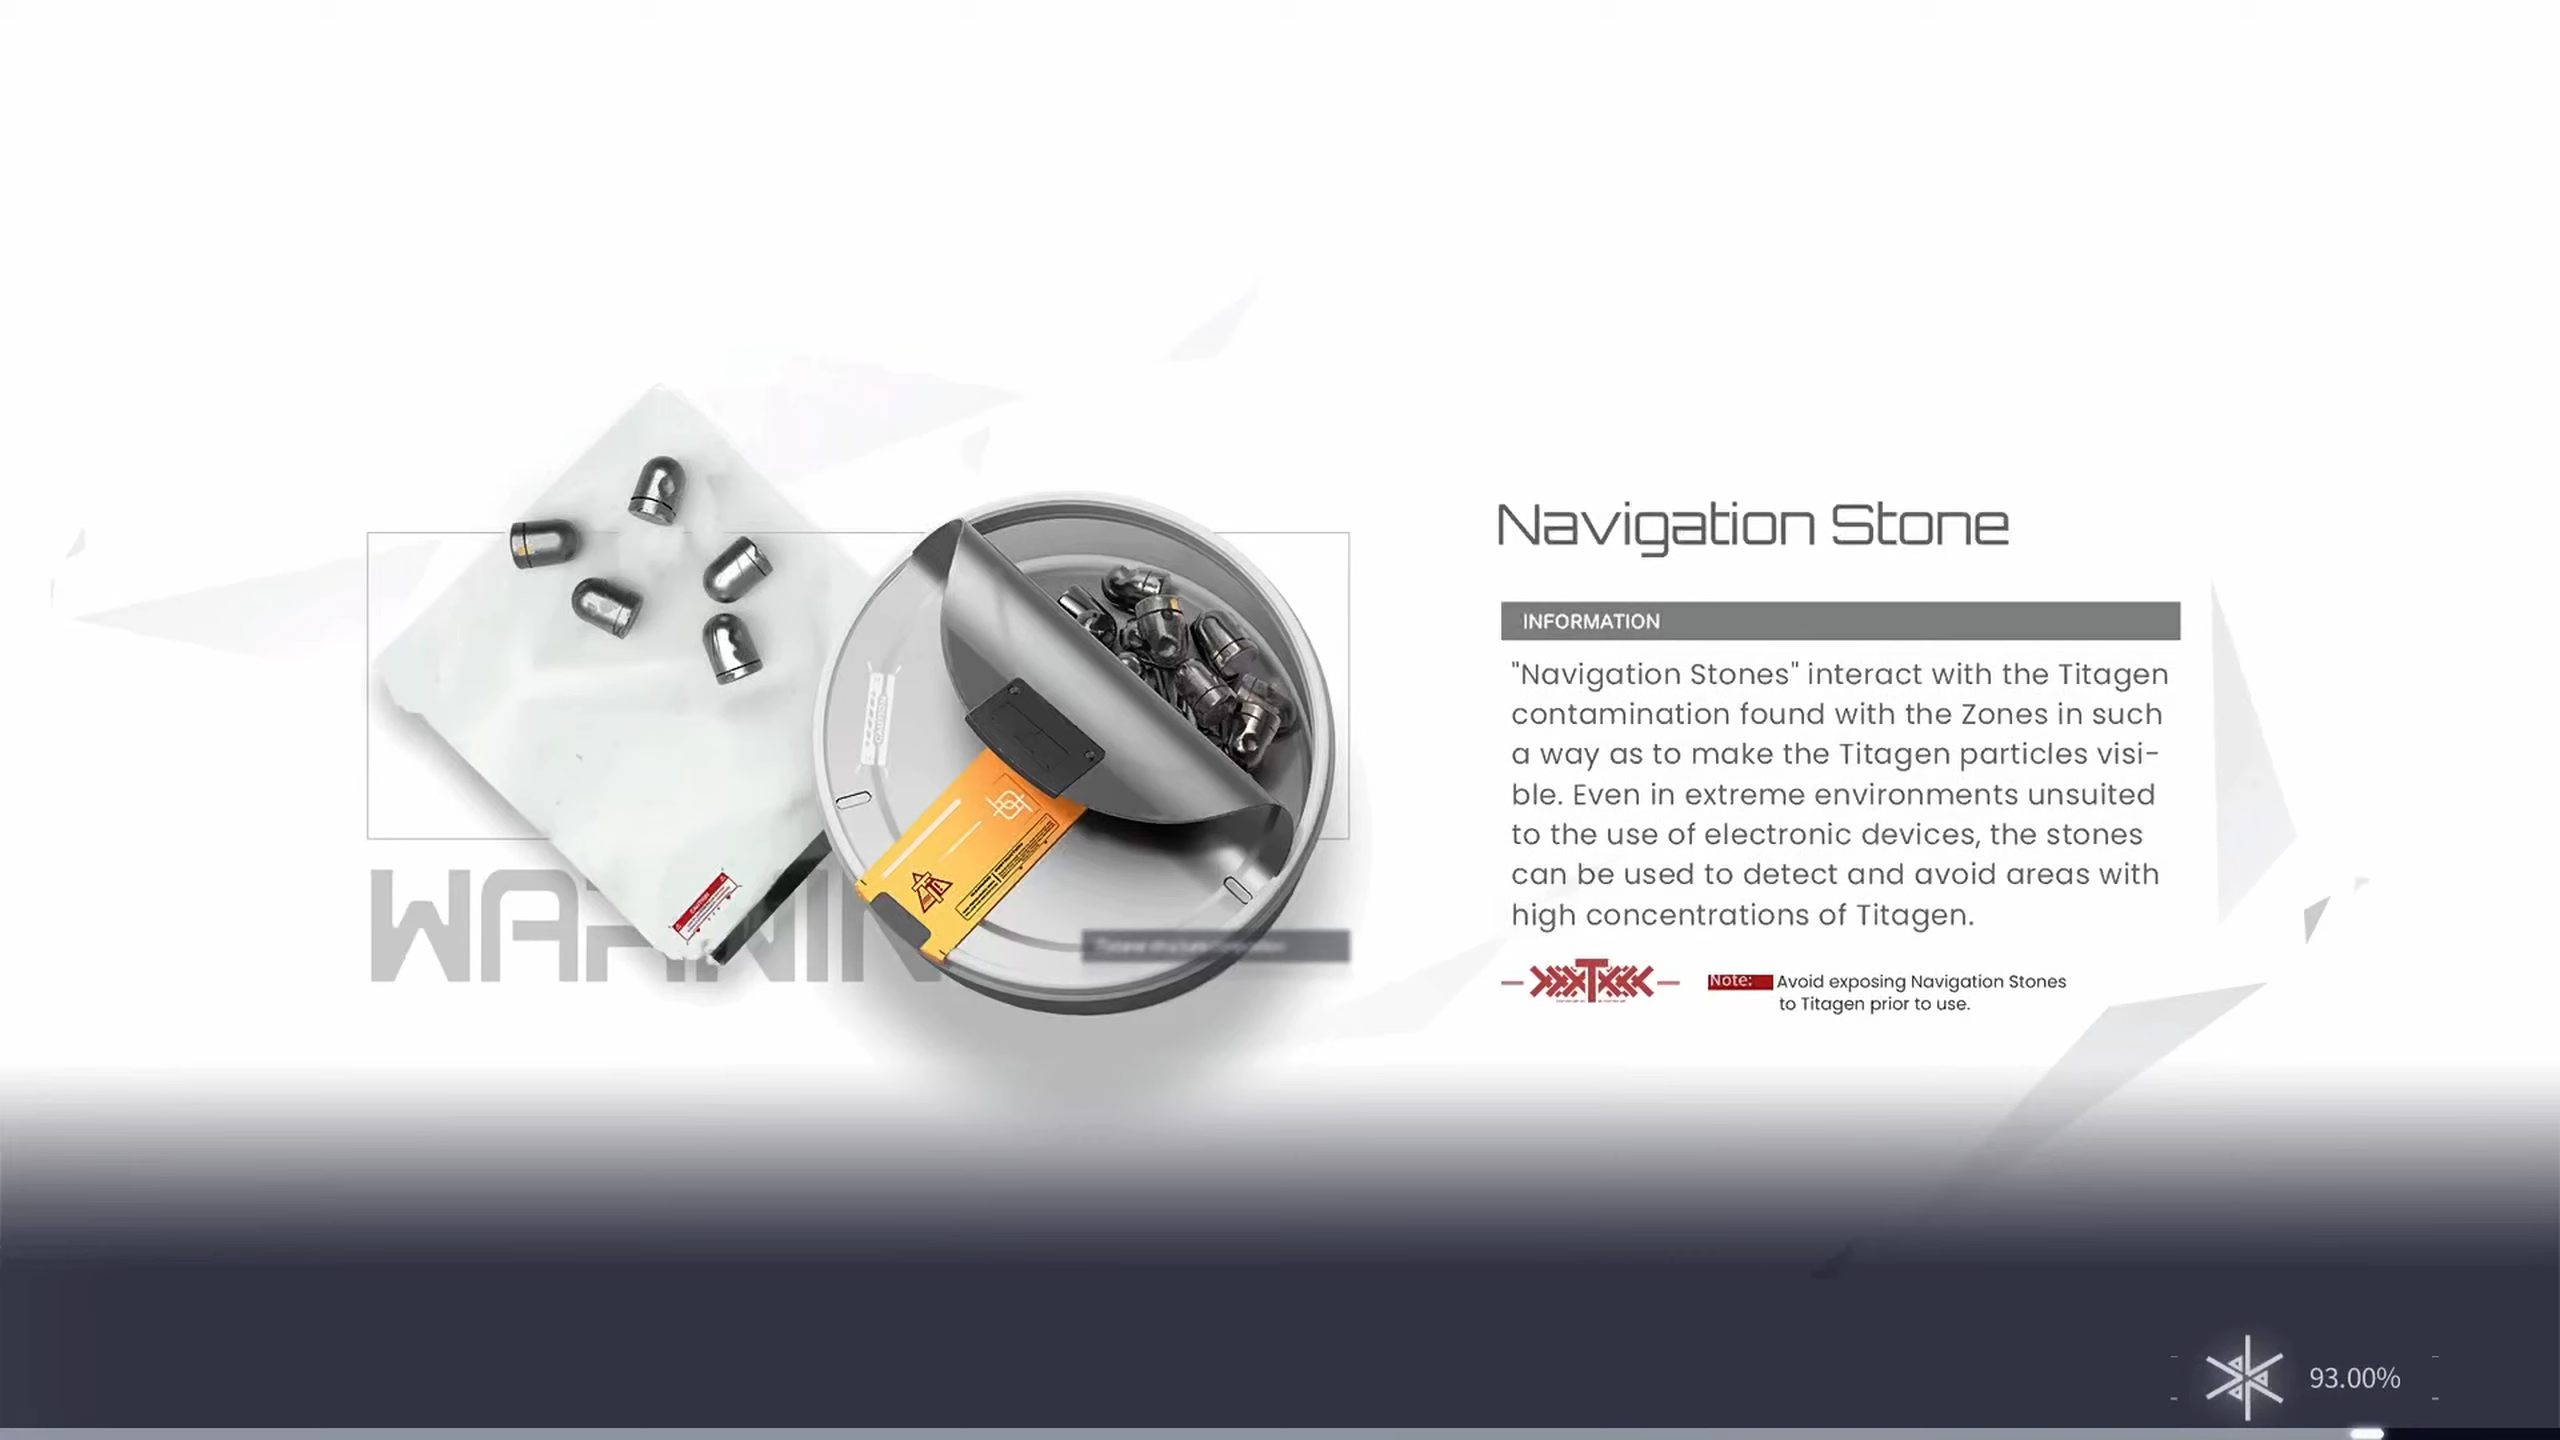 Navigation Stone
INFORMATION
"Navigation Stones" interact with the Titagen
contamination found with the Zones in such
a way as to make the Titagen particles visi-
ble. Even in extreme environments unsuited
to the use of electronic devices, the stones
can be used to detect and avoid areas with
high concentrations of Titagen.
Note: Avoid exposing Navigation Stones
to Titagen prior to use.
CAUTION
CAUTION
93.00%